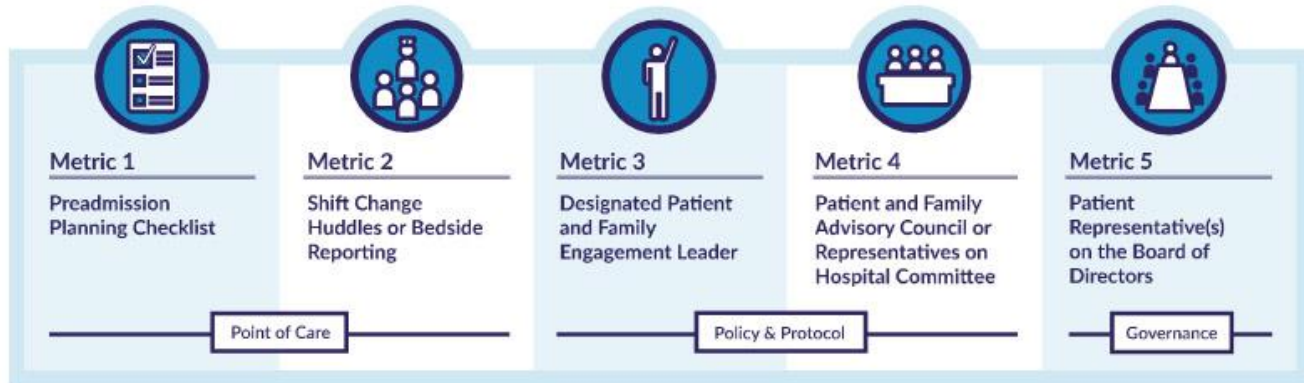 Metric 1
Preadmission
Planning Checklist
Metric 2
Shift Change
Huddles or Bedside
Reporting
Metric 3
Designated Patient
and Family
Engagement Leader
Metric 4
Patient and Family
Advisory Council or
Representatives on
Hospital Committee
Metric 5
Patient
Representative(s)
on the Board of
Directors
Point of Care
Policy & Protocol
Governance